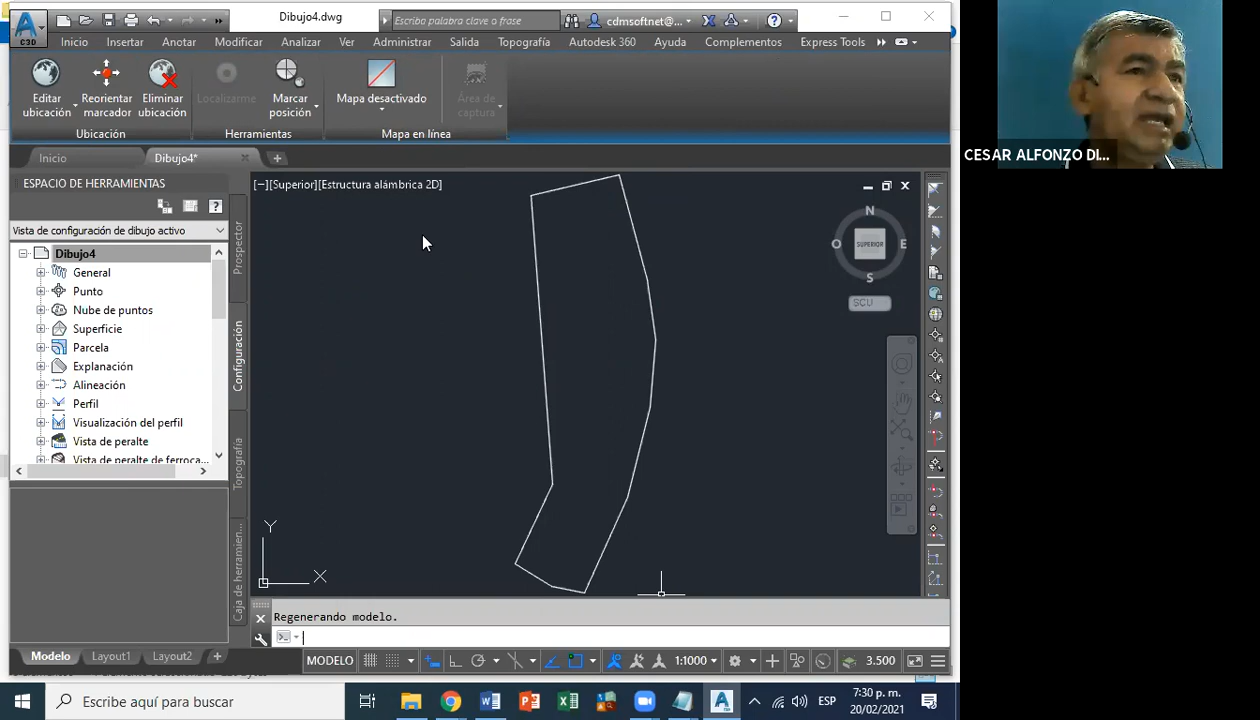 Dibujo4.dwg
Escribe palabra clave o frase
cdmsoftnet@...
C3D
Inicio Insertar Anotar Modificar Analizar Ver Administrar Salida Topografía Autodesk 360 Ayuda Complementos Express Tools
Editar ubicación
Reorientar marcador
Eliminar ubicación
Localizarme
Marcar posición
Mapa desactivado
Área de captura
Ubicación Herramientas Mapa en línea
Inicio Dibujo4*
CESAR ALFONZO DI...
ESPACIO DE HERRAMIENTAS
[−][Superior][Estructura alámbrica 2D]
Vista de configuración de dibujo activo
Dibujo4
General
Punto
Nube de puntos
Superficie
Parcela
Explanación
Alineación
Perfil
Visualización del perfil
Vista de peralte
Vista de peralte de ferroca...
Prospector
Configuración
Topografía
Caja de herramien...
N
O SUPERIOR E
S
SCU
Y
X
Regenerando modelo.
Modelo Layout1 Layout2
MODELO 1:1000 3.500
Escribe aquí para buscar
ESP
7:30 p. m.
20/02/2021